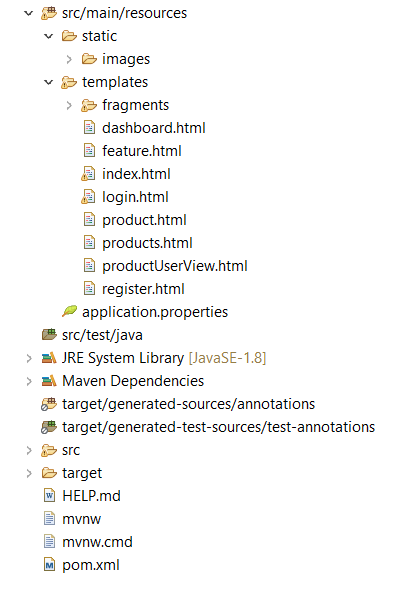 src/main/resources
static
images
templates
fragments
dashboard.html
feature.html
index.html
login.html
product.html
products.html
productUserView.html
register.html
application.properties
src/test/java
JRE System Library [JavaSE-1.8]
Maven Dependencies
target/generated-sources/annotations
target/generated-test-sources/test-annotations
src
target
HELP.md
mvnw
mvnw.cmd
pom.xml